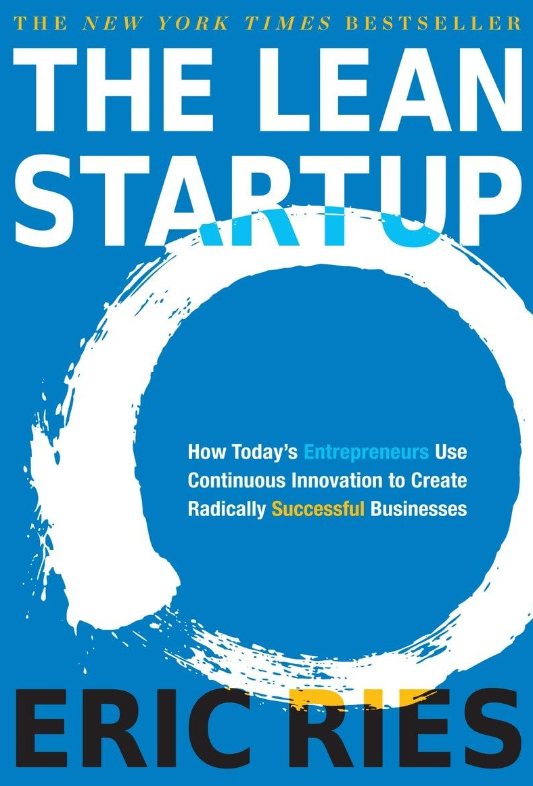 THE NEW YORK TIMES BESTSELLER
THE LEAN
STARTUP
How Today's Entrepreneurs Use
Continuous Innovation to Create
Radically Successful Businesses
ERIC RIES